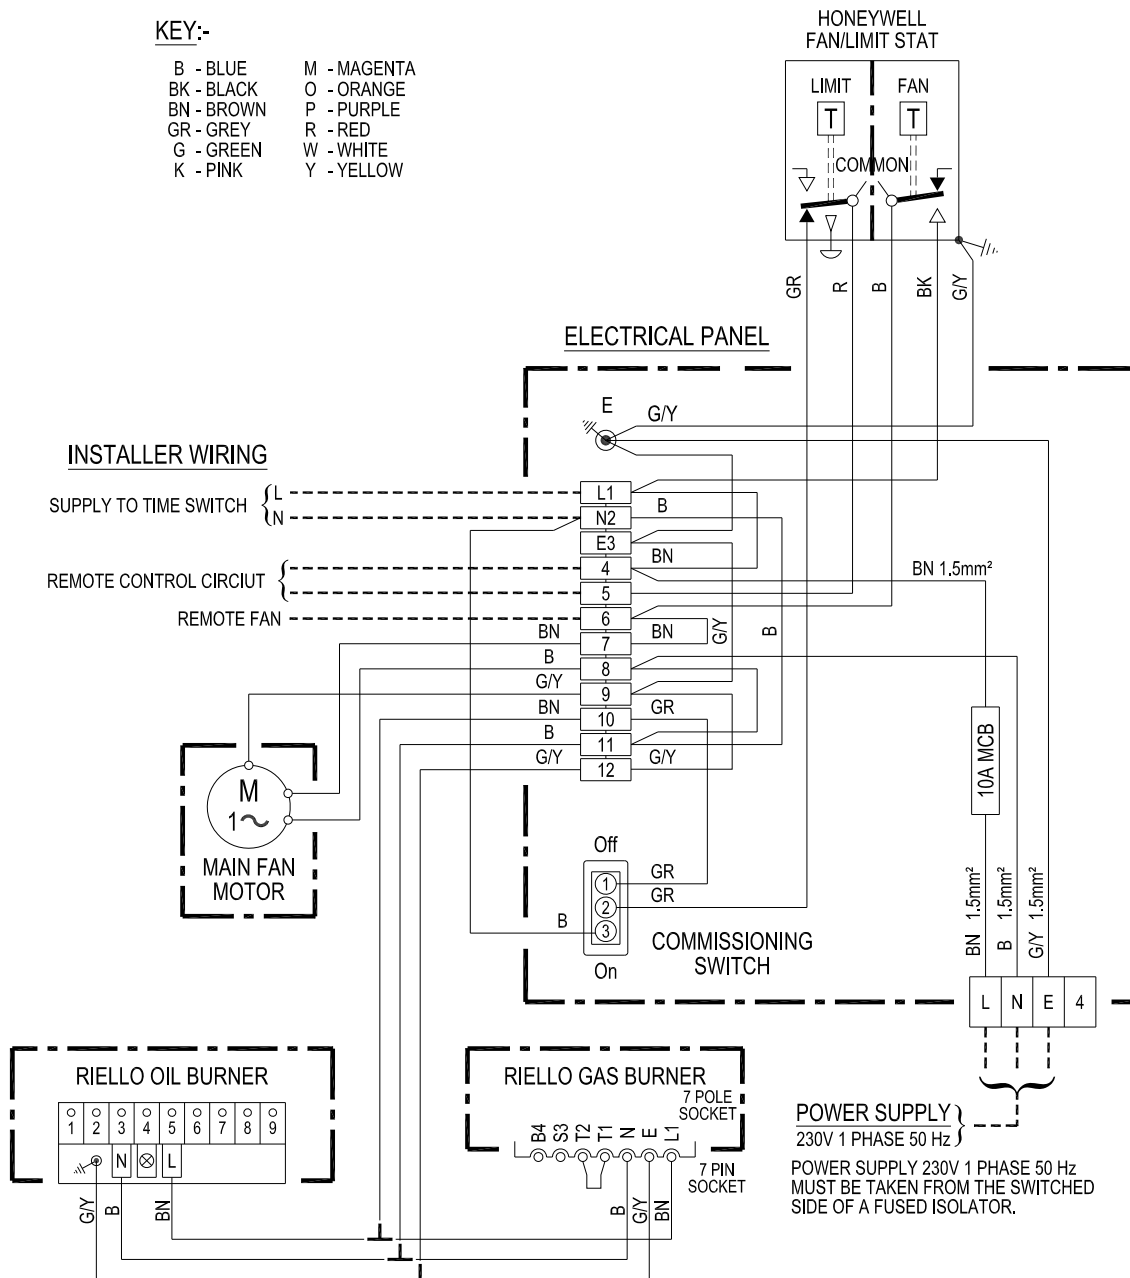 KEY:-
B - BLUE
BK - BLACK
BN - BROWN
GR - GREY
G - GREEN
K - PINK
M - MAGENTA
O - ORANGE
P - PURPLE
R - RED
W - WHITE
Y - YELLOW
HONEYWELL
FAN/LIMIT STAT
LIMIT
FAN
T
T
COMMON
GR
R
B
BK
G/Y
ELECTRICAL PANEL
E
G/Y
INSTALLER WIRING
SUPPLY TO TIME SWITCH
L
N
REMOTE CONTROL CIRCIUT
REMOTE FAN
L1
N2
E3
4
5
6
7
8
9
10
11
12
B
BN
BN
G/Y
B
GR
G/Y
BN
B
G/Y
BN
B
G/Y
BN 1.5mm²
10A MCB
BN 1.5mm²
B 1.5mm²
G/Y 1.5mm²
M
1~
MAIN FAN
MOTOR
Off
1
2
3
On
GR
GR
B
COMMISSIONING
SWITCH
L
N
E
4
RIELLO OIL BURNER
1 2 3 4 5 6 7 8 9
N
L
G/Y
B
BN
RIELLO GAS BURNER
7 POLE
SOCKET
B4
S3
T2
T1
N
E
L1
7 PIN
SOCKET
B
G/Y
BN
POWER SUPPLY
230V 1 PHASE 50 Hz
POWER SUPPLY 230V 1 PHASE 50 Hz
MUST BE TAKEN FROM THE SWITCHED
SIDE OF A FUSED ISOLATOR.